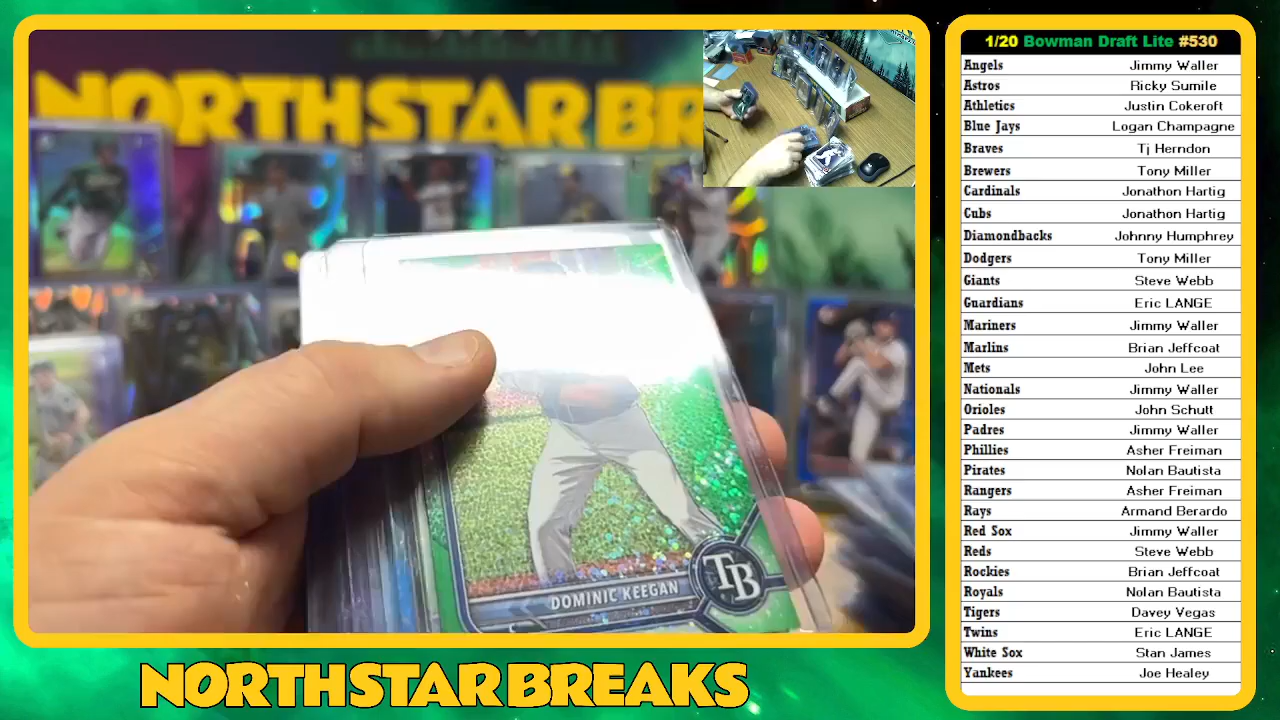 NORTHSTAR BREA
TB
DOMINIC KEEGAN
NORTHSTAR BREAKS
1/20 Bowman Draft Lite #530
Angels Jimmy Waller
Astros Ricky Sumile
Athletics Justin Cokeroft
Blue Jays Logan Champagne
Braves Tj Herndon
Brewers Tony Miller
Cardinals Jonathon Hartig
Cubs Jonathon Hartig
Diamondbacks Johnny Humphrey
Dodgers Tony Miller
Giants Steve Webb
Guardians Eric LANGE
Mariners Jimmy Waller
Marlins Brian Jeffcoat
Mets John Lee
Nationals Jimmy Waller
Orioles John Schutt
Padres Jimmy Waller
Phillies Asher Freiman
Pirates Nolan Bautista
Rangers Asher Freiman
Rays Armand Berardo
Red Sox Jimmy Waller
Reds Steve Webb
Rockies Brian Jeffcoat
Royals Nolan Bautista
Tigers Davey Vegas
Twins Eric LANGE
White Sox Stan James
Yankees Joe Healey